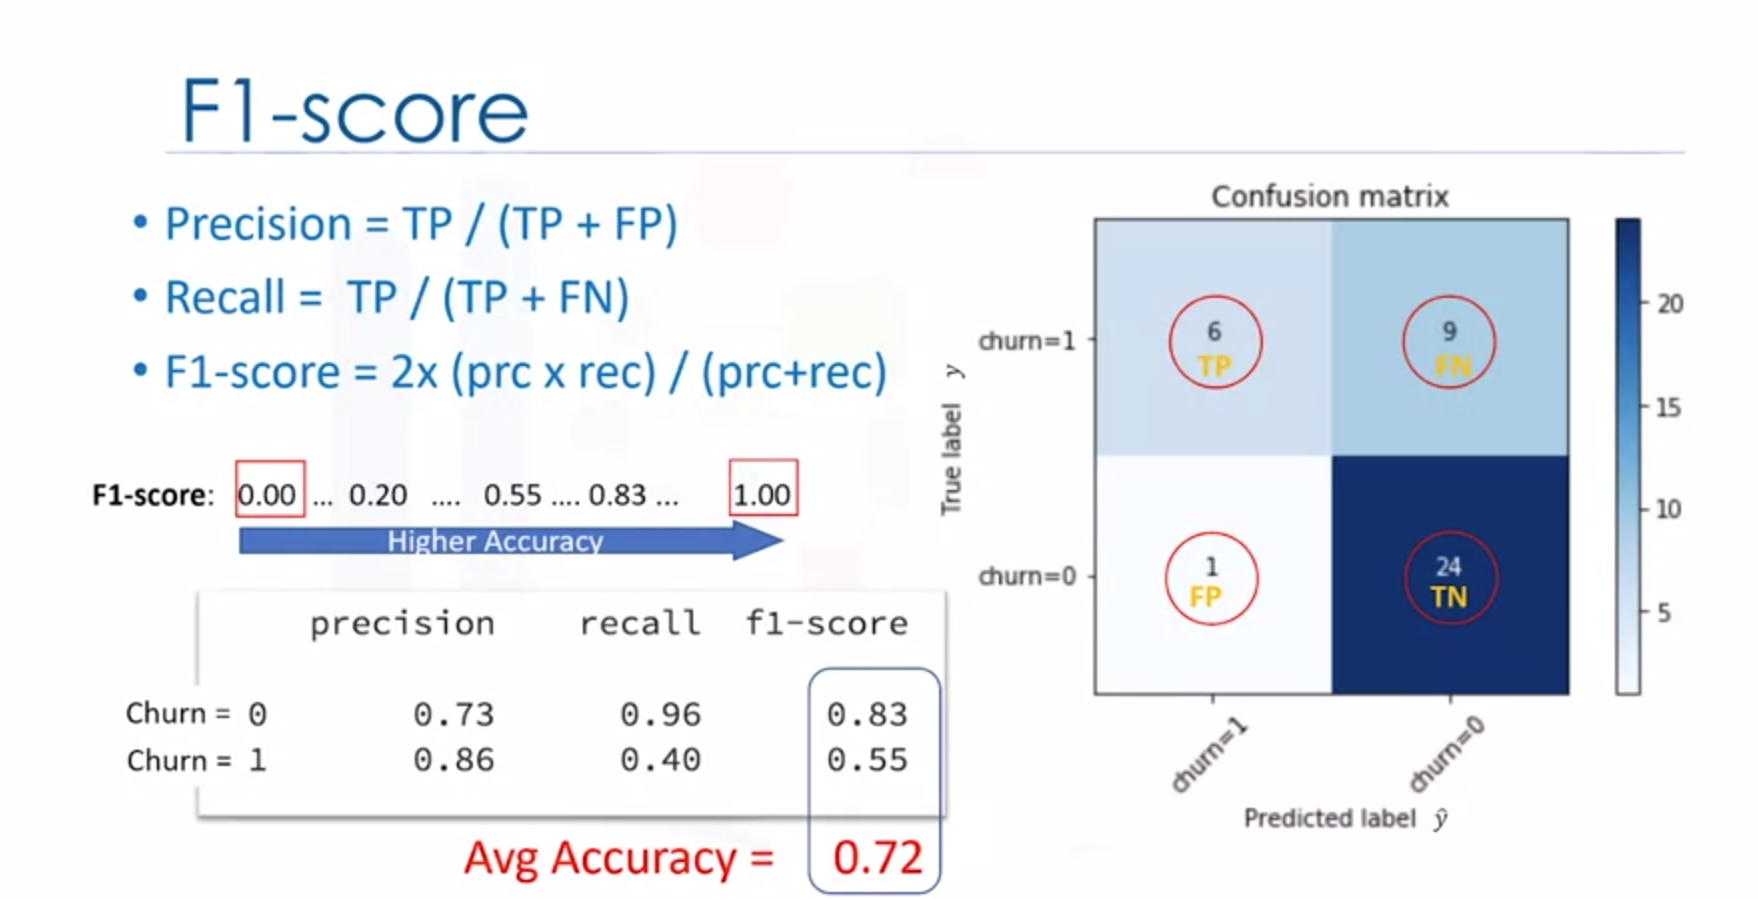 F1-score
• Precision = TP / (TP + FP)
• Recall = TP / (TP + FN)
• F1-score = 2x (prc x rec) / (prc+rec)
F1-score: 0.00 ... 0.20 .... 0.55 .... 0.83 ... 1.00
Higher Accuracy
precision recall f1-score
Churn = 0 0.73 0.96 0.83
Churn = 1 0.86 0.40 0.55
Avg Accuracy = 0.72
Confusion matrix
True label y
churn=1
churn=0
6
TP
9
FN
1
FP
24
TN
churn=1
churn=0
Predicted label ŷ
20
15
10
5